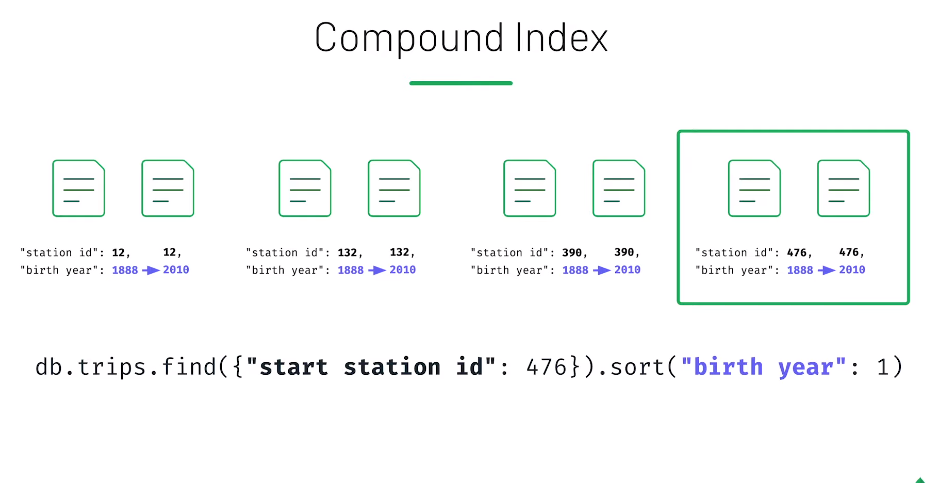 Compound Index
"station id": 12, 12,
"birth year": 1888 2010
"station id": 132, 132,
"birth year": 1888 2010
"station id": 390, 390,
"birth year": 1888 2010
"station id": 476, 476,
"birth year": 1888 2010
db.trips.find({"start station id": 476}).sort("birth year": 1)